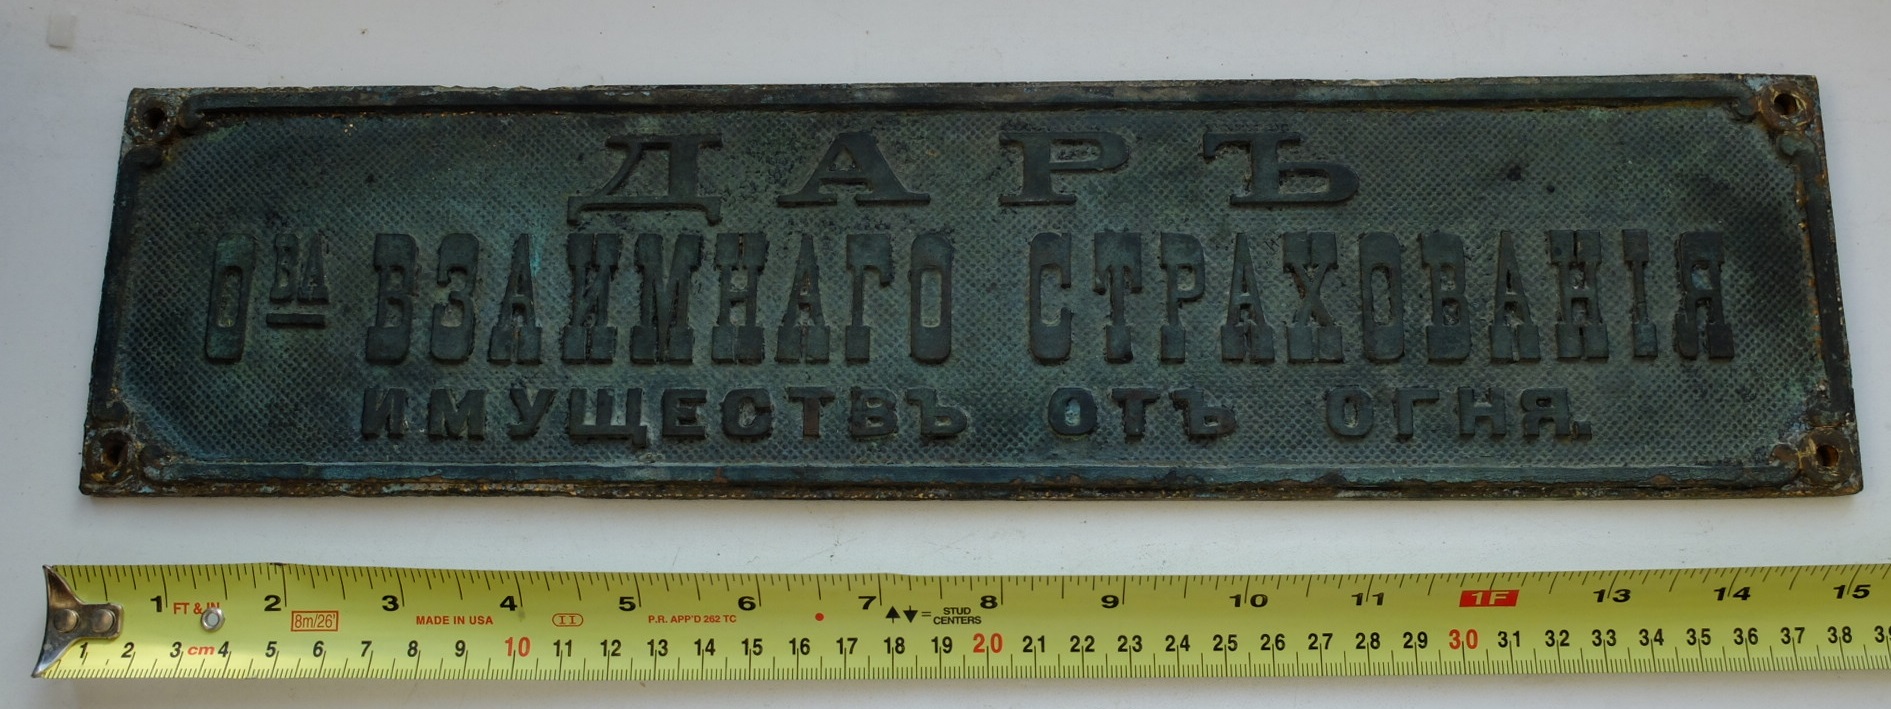 ДАРЪ
Ова ВЗАИМНАГО СТРАХОВАНІЯ
ИМУЩЕСТВЪ ОТЪ ОГНЯ.
1 FT & IN 2 3 4 5 6 7 8 9 10 11 1F 13 14 15
8m/26' MADE IN USA II P.R. APP'D 262 TC = STUD CENTERS
1 2 3 cm 4 5 6 7 8 9 10 11 12 13 14 15 16 17 18 19 20 21 22 23 24 25 26 27 28 29 30 31 32 33 34 35 36 37 38